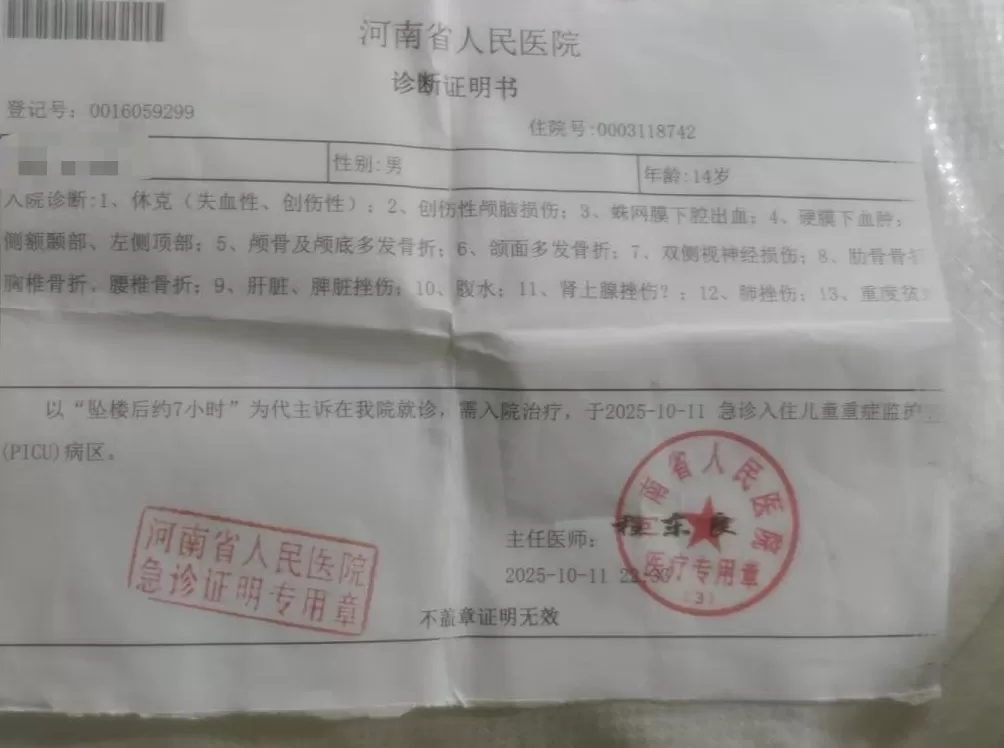 河南省人民医院
诊断证明书
登记号: 0016059299
住院号:0003118742
性别:男
年龄:14岁
入院诊断:1、休克（失血性、创伤性）; 2、创伤性颅脑损伤; 3、蛛网膜下腔出血; 4、硬膜下血肿;
侧额颞部、左侧顶部; 5、颅骨及颅底多发骨折; 6、颌面多发骨折; 7、双侧视神经损伤; 8、肋骨骨折
胸椎骨折, 腰椎骨折; 9、肝脏、脾脏挫伤; 10、腹水; 11、肾上腺挫伤?; 12、肺挫伤; 13、重度贫
以“坠楼后约7小时”为代主诉在我院就诊, 需入院治疗, 于2025-10-11 急诊入住儿童重症监护
(PICU)病区。
河南省人民医院
急诊证明专用章
主任医师:
2025-10-11 22
河南省人民医院
医疗专用章
(3)
不盖章证明无效